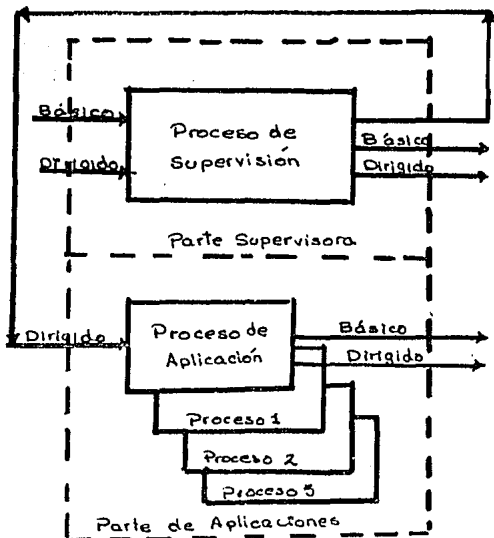 Básico
Dirigido
Proceso de
Supervisión
Básico
Dirigido
Parte Supervisora
Dirigido
Proceso de
Aplicación
Básico
Dirigido
Proceso 1
Proceso 2
Proceso 3
Parte de Aplicaciones